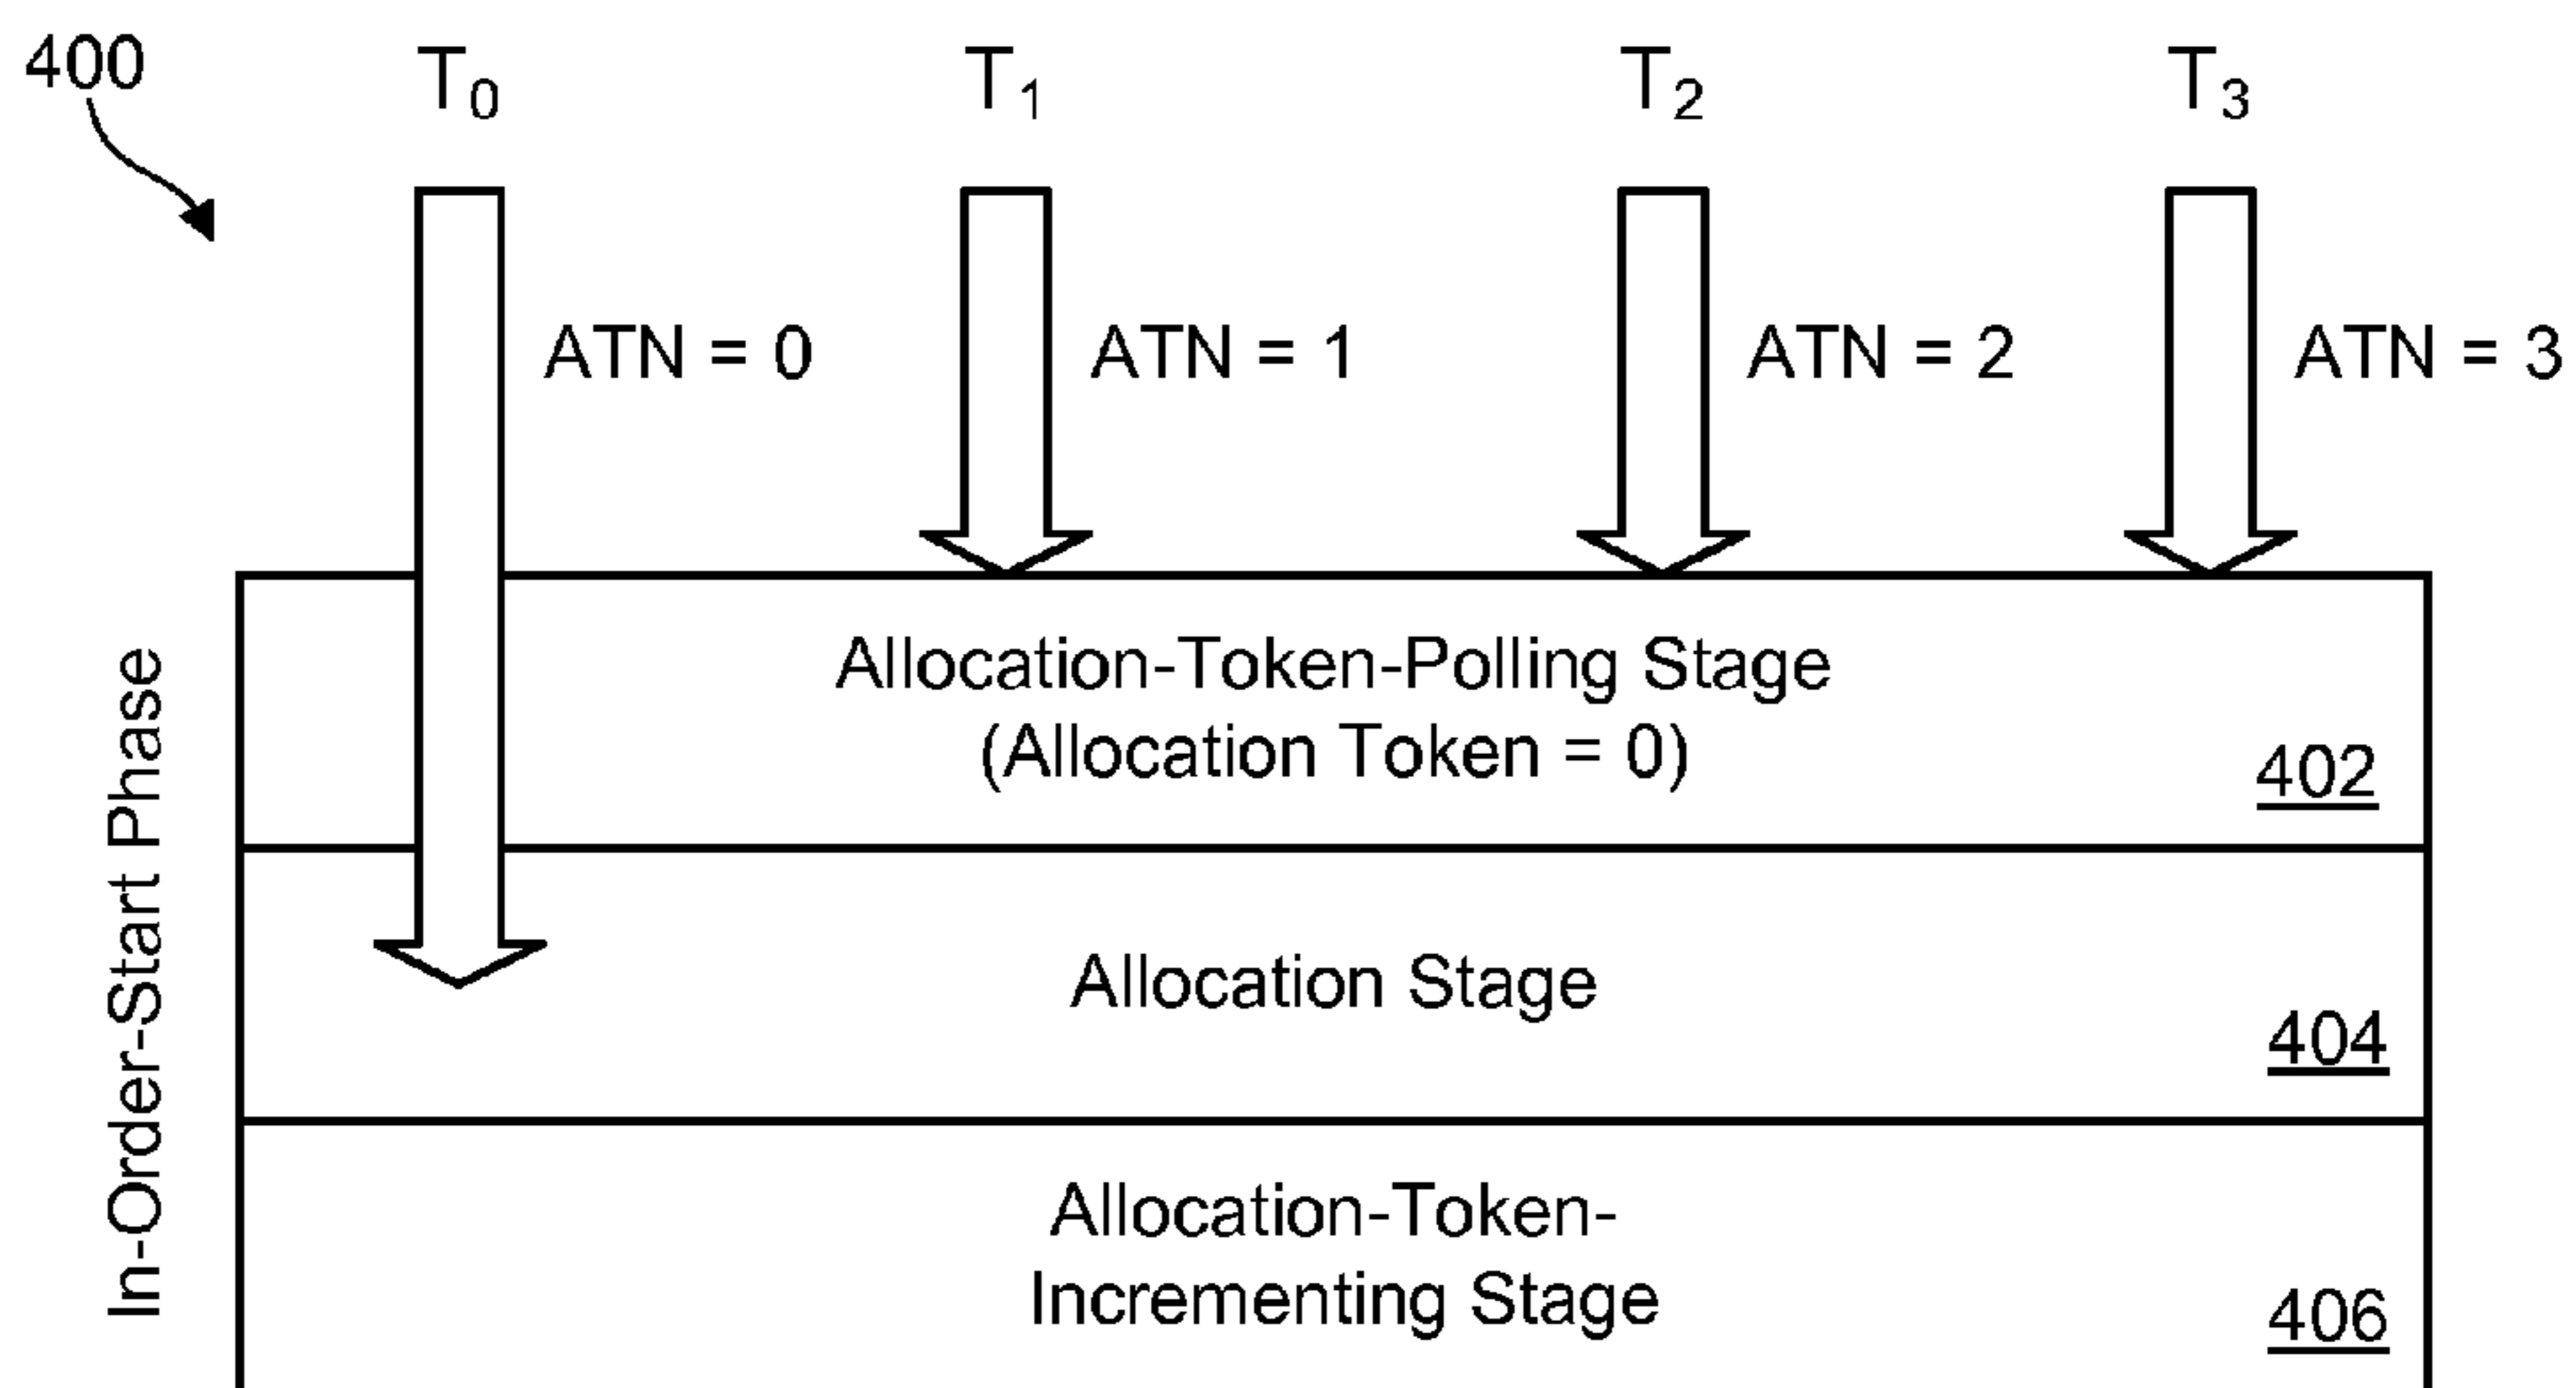 400
T0
T1
T2
T3
ATN = 0
ATN = 1
ATN = 2
ATN = 3
In-Order-Start Phase
Allocation-Token-Polling Stage
(Allocation Token = 0)
402
Allocation Stage
404
Allocation-Token-
Incrementing Stage
406